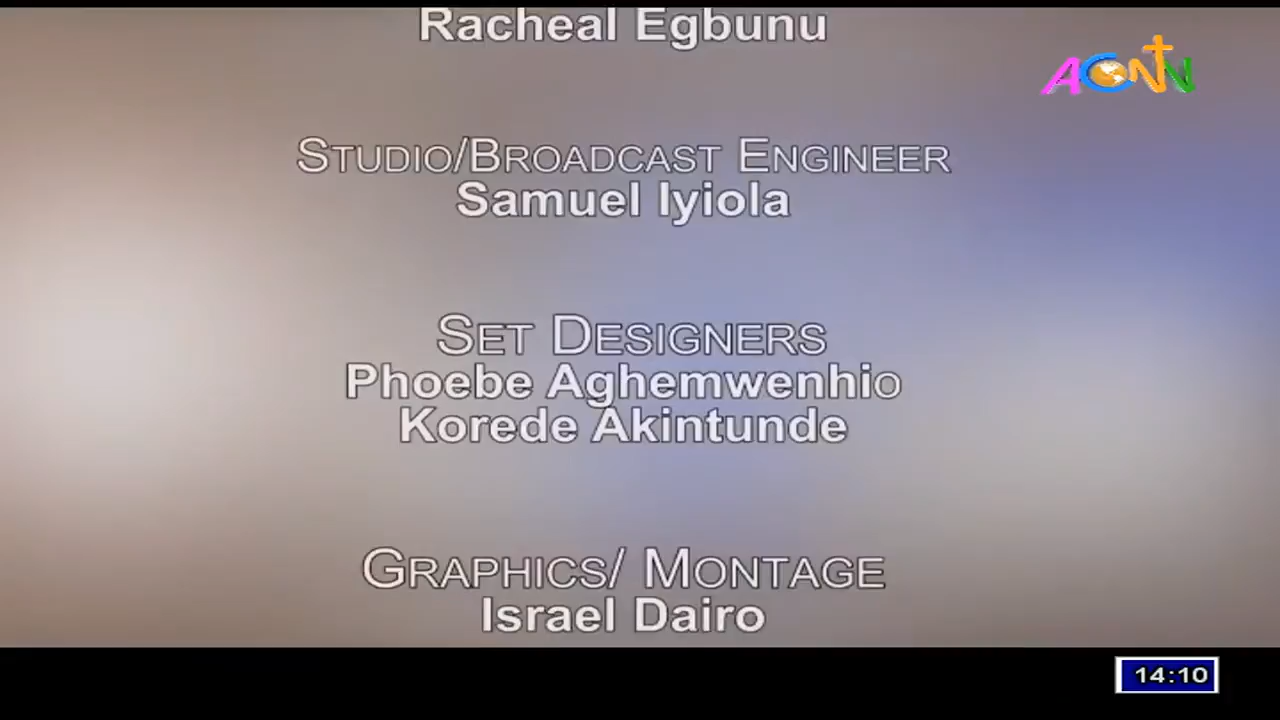 Racheal Egbunu
ACNN
STUDIO/BROADCAST ENGINEER
Samuel Iyiola
SET DESIGNERS
Phoebe Aghemwenhio
Korede Akintunde
GRAPHICS/ MONTAGE
Israel Dairo
14:10